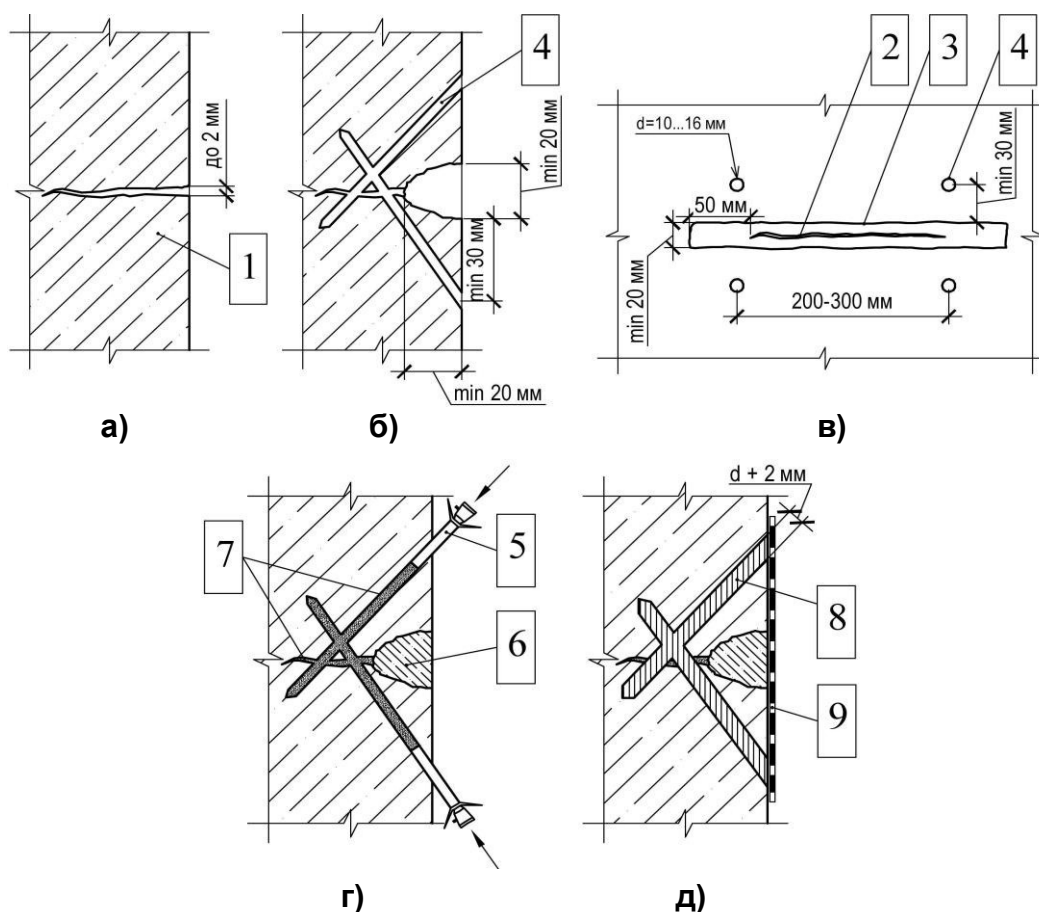 до 2 мм
1
а)
4
min 20 мм
min 30 мм
min 20 мм
б)
2
3
4
d=10...16 мм
min 30 мм
50 мм
min 20 мм
200-300 мм
в)
7
5
6
г)
d + 2 мм
8
9
д)